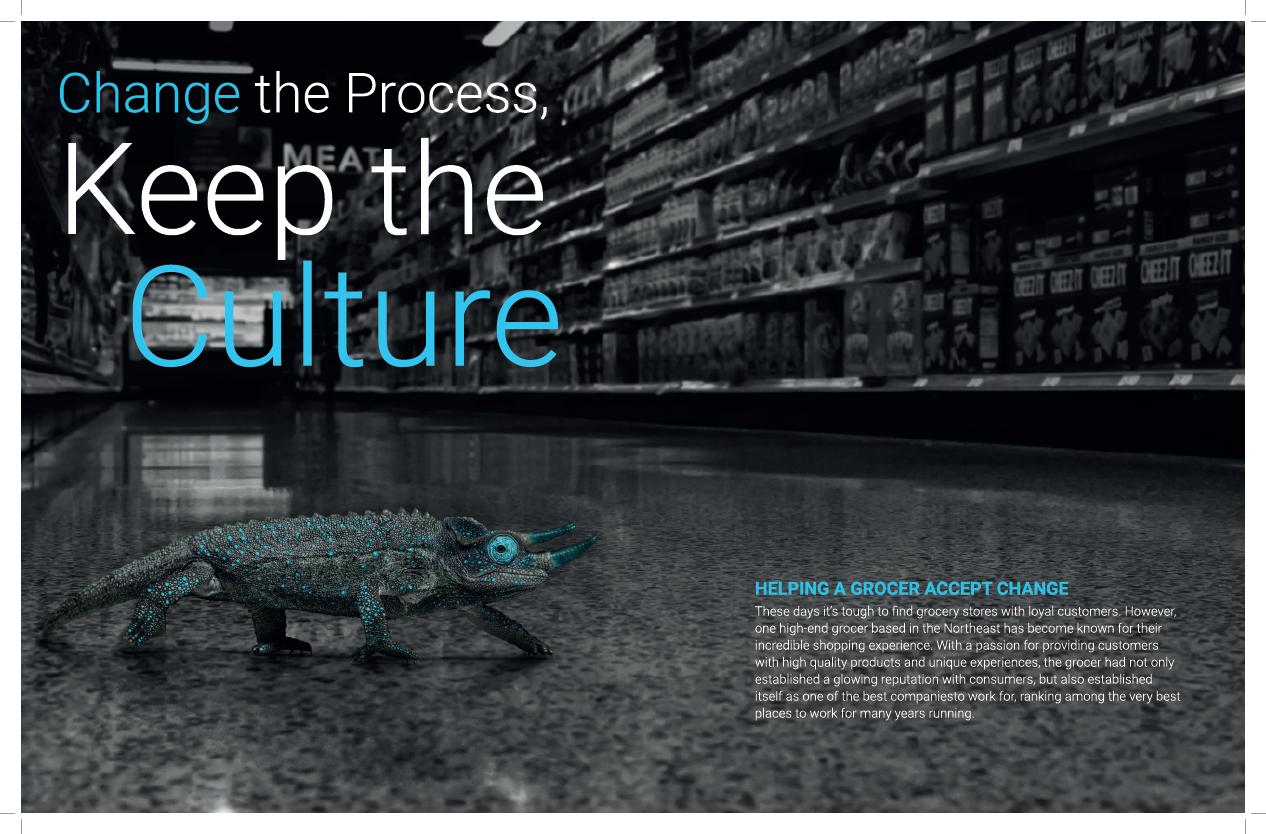 Change the Process,
MEAT
Keep the
Culture
CHEEZ IT
CHEEZ IT CHEEZ IT CHEEZ IT CHEEZ IT CHEEZ IT
HELPING A GROCER ACCEPT CHANGE
These days it's tough to find grocery stores with loyal customers. However,
one high-end grocer based in the Northeast has become known for their
incredible shopping experience. With a passion for providing customers
with high quality products and unique experiences, the grocer had not only
established a glowing reputation with consumers, but also established
itself as one of the best companiesto work for, ranking among the very best
places to work for many years running.